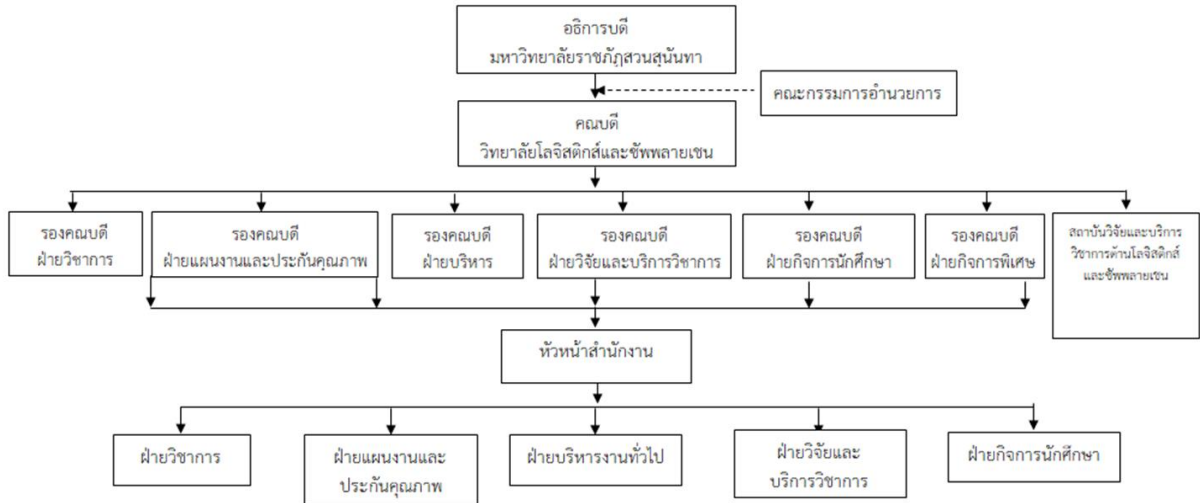 อธิการบดี
มหาวิทยาลัยราชภัฏสวนสุนันทา
คณะกรรมการอำนวยการ
คณบดี
วิทยาลัยโลจิสติกส์และซัพพลายเชน
รองคณบดี
ฝ่ายวิชาการ
รองคณบดี
ฝ่ายแผนงานและประกันคุณภาพ
รองคณบดี
ฝ่ายบริหาร
รองคณบดี
ฝ่ายวิจัยและบริการวิชาการ
รองคณบดี
ฝ่ายกิจการนักศึกษา
รองคณบดี
ฝ่ายกิจการพิเศษ
สถาบันวิจัยและบริการ
วิชาการด้านโลจิสติกส์
และซัพพลายเชน
หัวหน้าสำนักงาน
ฝ่ายวิชาการ
ฝ่ายแผนงานและ
ประกันคุณภาพ
ฝ่ายบริหารงานทั่วไป
ฝ่ายวิจัยและ
บริการวิชาการ
ฝ่ายกิจการนักศึกษา